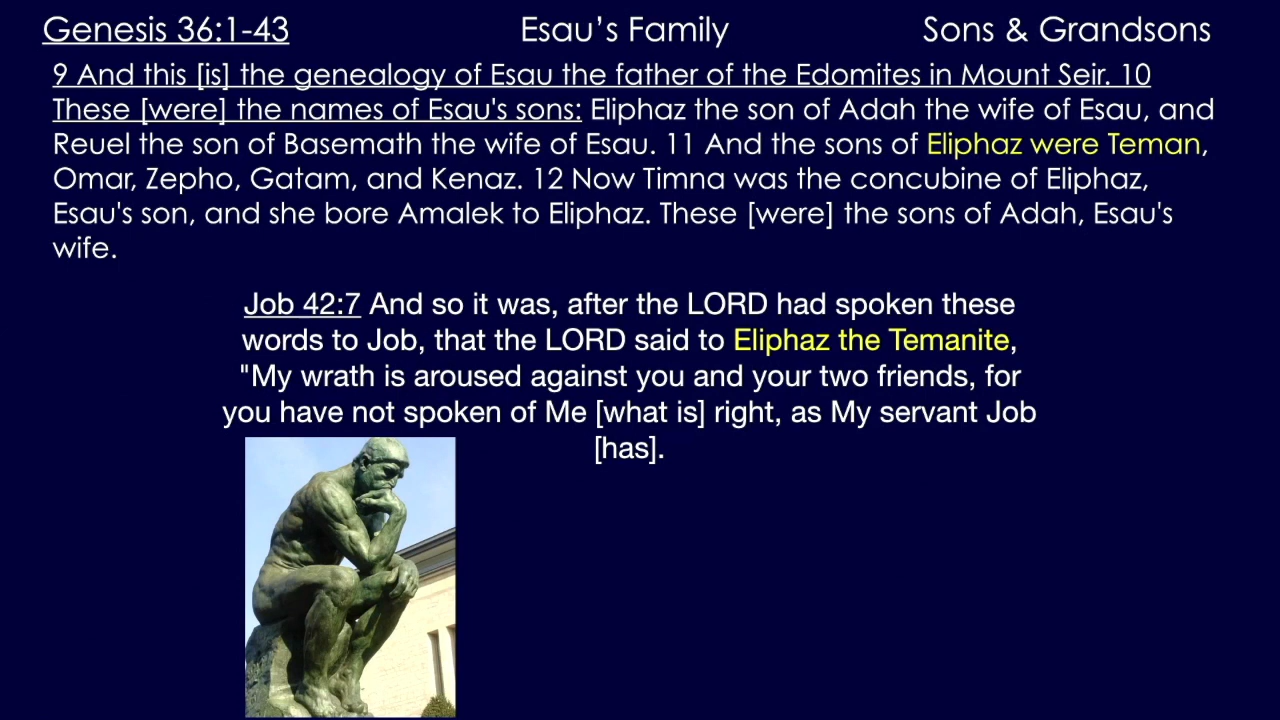 Genesis 36:1-43 Esau’s Family Sons & Grandsons
9 And this [is] the genealogy of Esau the father of the Edomites in Mount Seir. 10
These [were] the names of Esau's sons: Eliphaz the son of Adah the wife of Esau, and
Reuel the son of Basemath the wife of Esau. 11 And the sons of Eliphaz were Teman,
Omar, Zepho, Gatam, and Kenaz. 12 Now Timna was the concubine of Eliphaz,
Esau's son, and she bore Amalek to Eliphaz. These [were] the sons of Adah, Esau's
wife.
Job 42:7 And so it was, after the LORD had spoken these
words to Job, that the LORD said to Eliphaz the Temanite,
"My wrath is aroused against you and your two friends, for
you have not spoken of Me [what is] right, as My servant Job
[has].